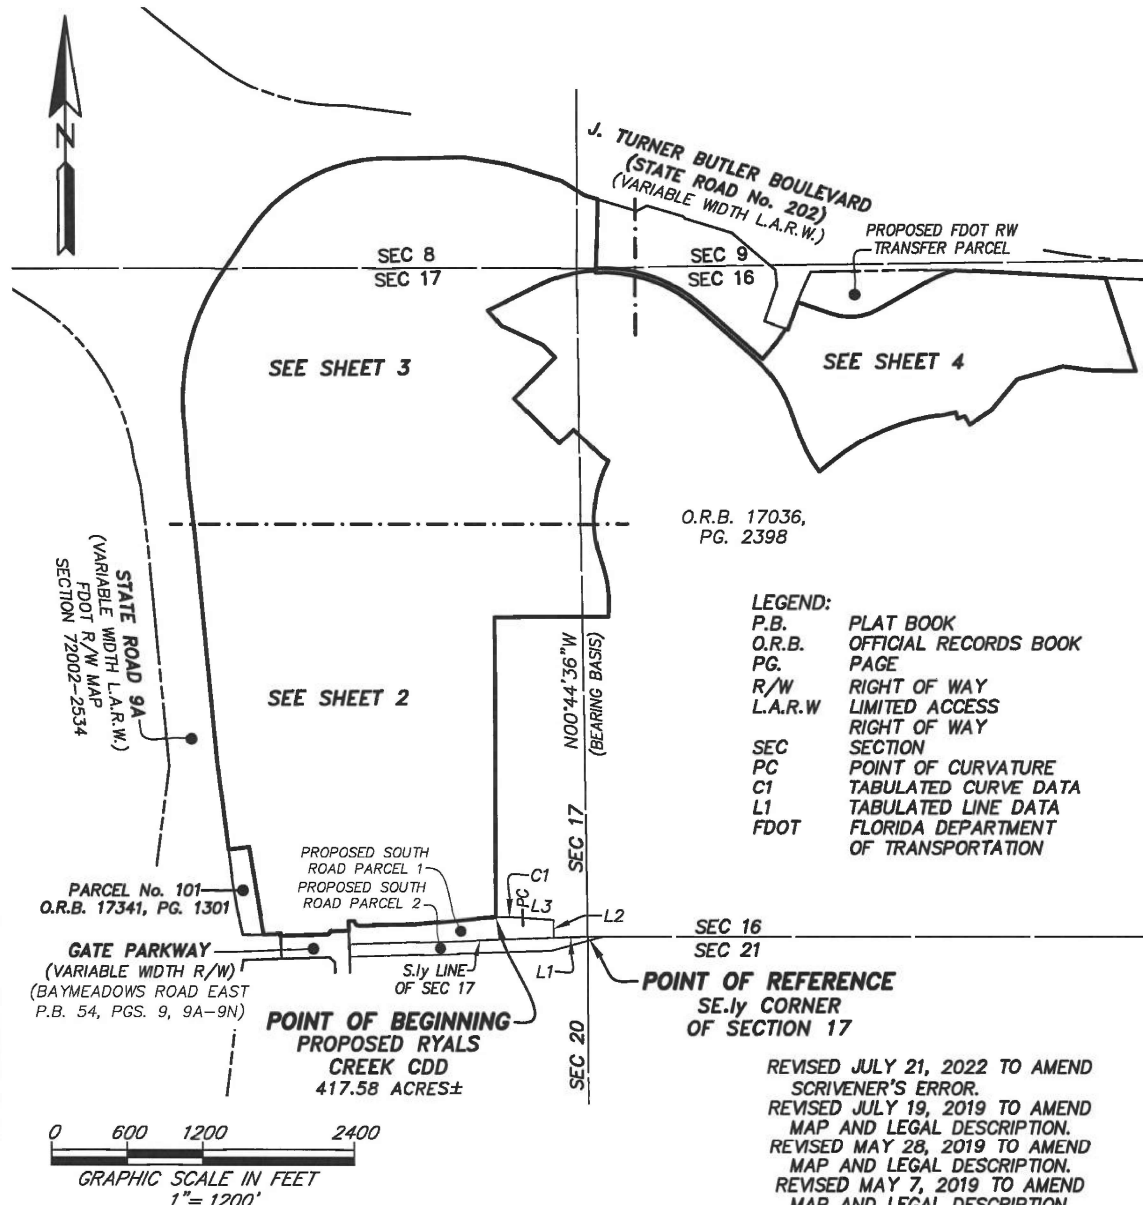 N
J. TURNER BUTLER BOULEVARD
(STATE ROAD No. 202)
(VARIABLE WIDTH L.A.R.W.)
PROPOSED FDOT RW
TRANSFER PARCEL
SEC 8
SEC 17
SEC 9
SEC 16
SEE SHEET 3
SEE SHEET 4
O.R.B. 17036,
PG. 2398
STATE ROAD 9A
(VARIABLE WIDTH L.A.R.W.)
FDOT R/W MAP
SECTION 72002-2534
SEE SHEET 2
N00°44'36"W
(BEARING BASIS)
LEGEND:
P.B. PLAT BOOK
O.R.B. OFFICIAL RECORDS BOOK
PG. PAGE
R/W RIGHT OF WAY
L.A.R.W LIMITED ACCESS
RIGHT OF WAY
SEC SECTION
PC POINT OF CURVATURE
C1 TABULATED CURVE DATA
L1 TABULATED LINE DATA
FDOT FLORIDA DEPARTMENT
OF TRANSPORTATION
SEC 17
PROPOSED SOUTH
ROAD PARCEL 1
PROPOSED SOUTH
ROAD PARCEL 2
C1
PC
L3
L2
PARCEL No. 101
O.R.B. 17341, PG. 1301
GATE PARKWAY
(VARIABLE WIDTH R/W)
(BAYMEADOWS ROAD EAST
P.B. 54, PGS. 9, 9A-9N)
S.ly LINE
OF SEC 17
L1
SEC 16
SEC 21
POINT OF REFERENCE
SE.ly CORNER
OF SECTION 17
POINT OF BEGINNING
PROPOSED RYALS
CREEK CDD
417.58 ACRES±
SEC 20
0 600 1200 2400
GRAPHIC SCALE IN FEET
1"= 1200'
REVISED JULY 21, 2022 TO AMEND
SCRIVENER'S ERROR.
REVISED JULY 19, 2019 TO AMEND
MAP AND LEGAL DESCRIPTION.
REVISED MAY 28, 2019 TO AMEND
MAP AND LEGAL DESCRIPTION.
REVISED MAY 7, 2019 TO AMEND
MAP AND LEGAL DESCRIPTION